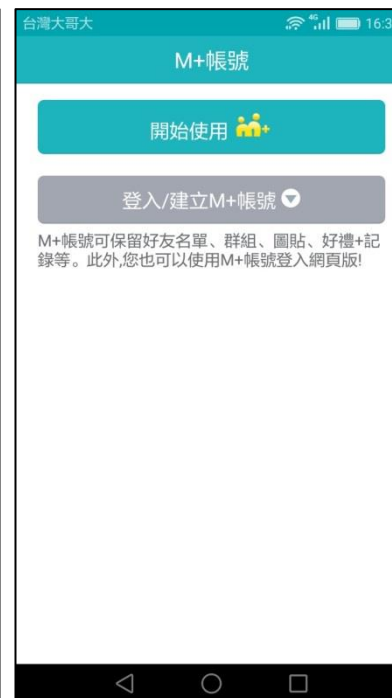 台灣大哥大 4G 16:3
M+帳號
開始使用 m+
登入/建立M+帳號
M+帳號可保留好友名單、群組、圖貼、好禮+記
錄等。此外,您也可以使用M+帳號登入網頁版!